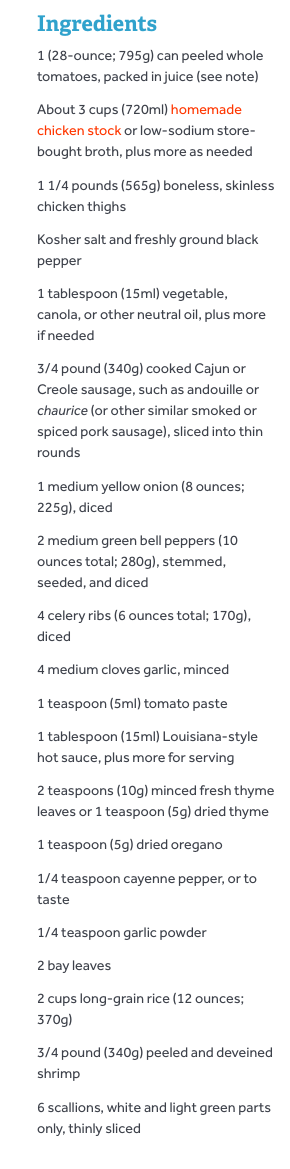 Ingredients
1 (28-ounce; 795g) can peeled whole
tomatoes, packed in juice (see note)
About 3 cups (720ml) homemade
chicken stock or low-sodium store-
bought broth, plus more as needed
1 1/4 pounds (565g) boneless, skinless
chicken thighs
Kosher salt and freshly ground black
pepper
1 tablespoon (15ml) vegetable,
canola, or other neutral oil, plus more
if needed
3/4 pound (340g) cooked Cajun or
Creole sausage, such as andouille or
chaurice (or other similar smoked or
spiced pork sausage), sliced into thin
rounds
1 medium yellow onion (8 ounces;
225g), diced
2 medium green bell peppers (10
ounces total; 280g), stemmed,
seeded, and diced
4 celery ribs (6 ounces total; 170g),
diced
4 medium cloves garlic, minced
1 teaspoon (5ml) tomato paste
1 tablespoon (15ml) Louisiana-style
hot sauce, plus more for serving
2 teaspoons (10g) minced fresh thyme
leaves or 1 teaspoon (5g) dried thyme
1 teaspoon (5g) dried oregano
1/4 teaspoon cayenne pepper, or to
taste
1/4 teaspoon garlic powder
2 bay leaves
2 cups long-grain rice (12 ounces;
370g)
3/4 pound (340g) peeled and deveined
shrimp
6 scallions, white and light green parts
only, thinly sliced